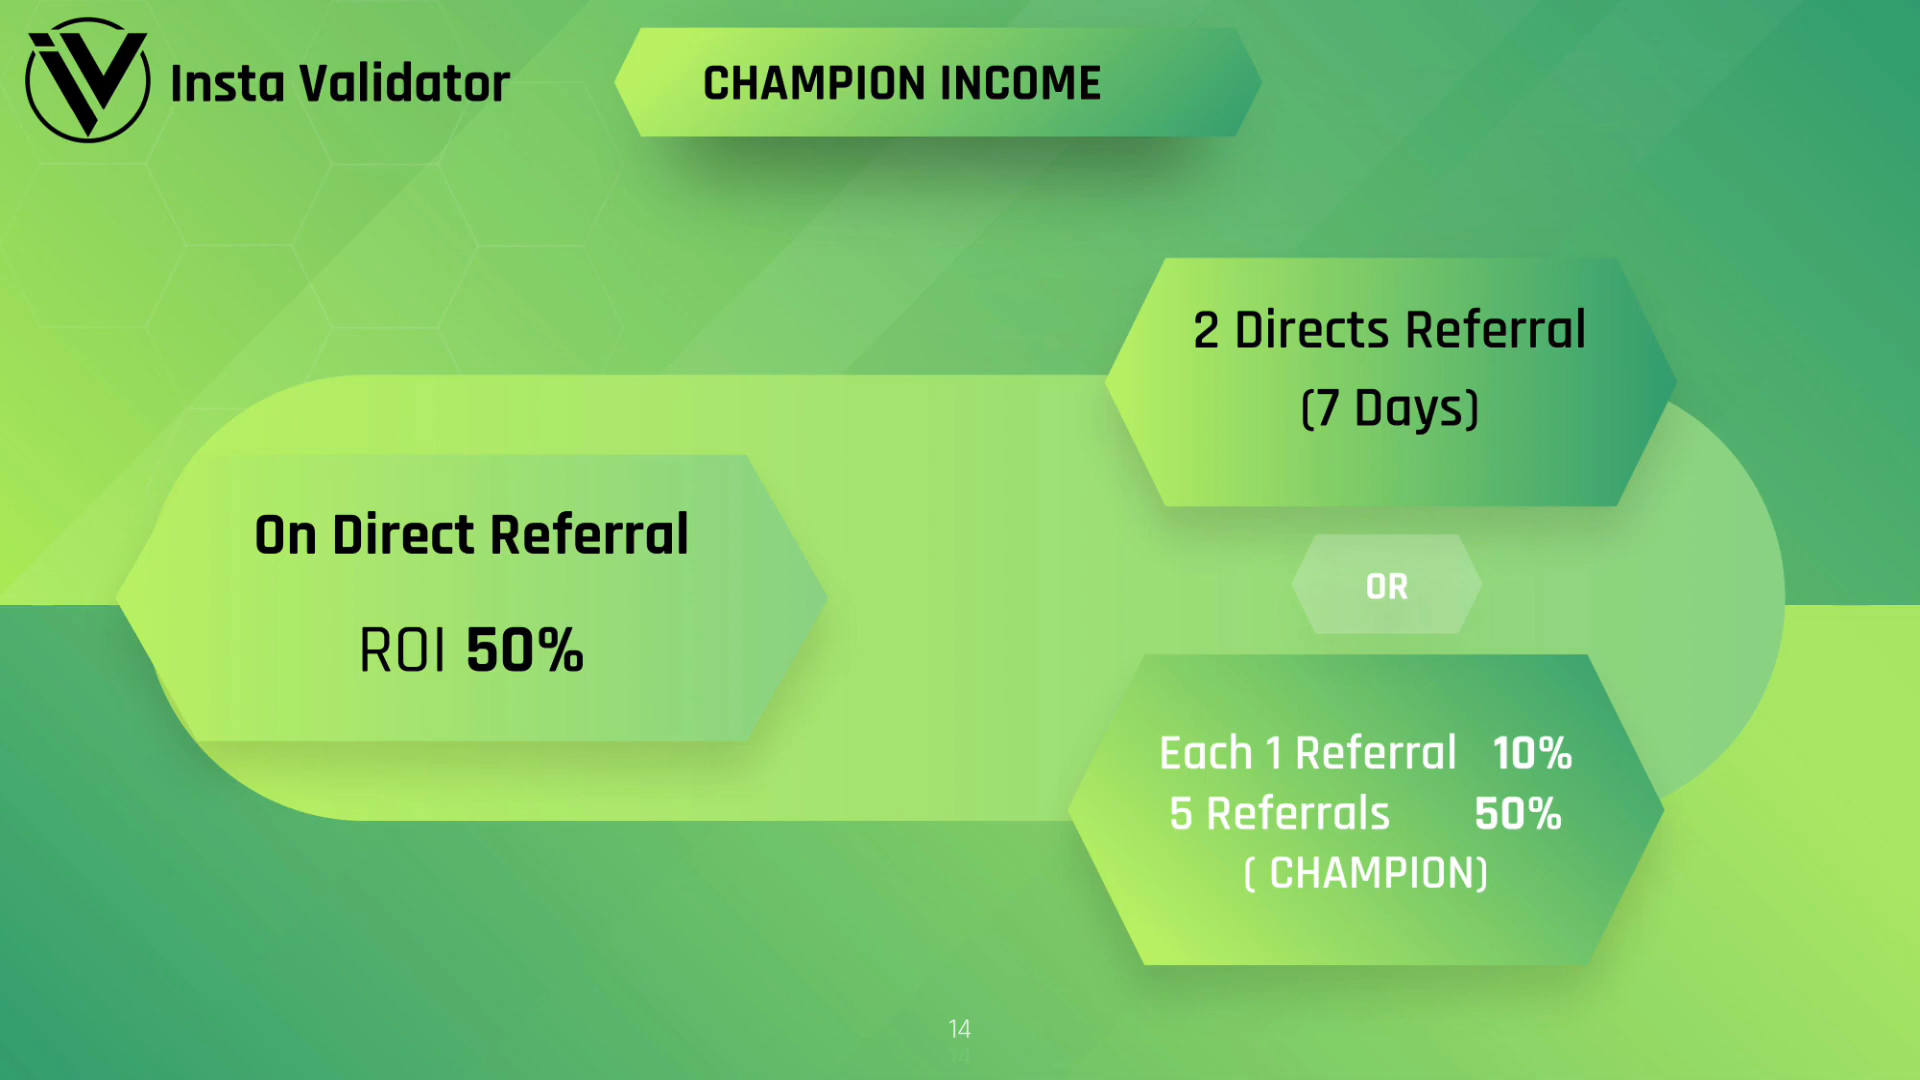 Insta Validator
CHAMPION INCOME
On Direct Referral
ROI 50%
2 Directs Referral
(7 Days)
OR
Each 1 Referral 10%
5 Referrals 50%
( CHAMPION)
14